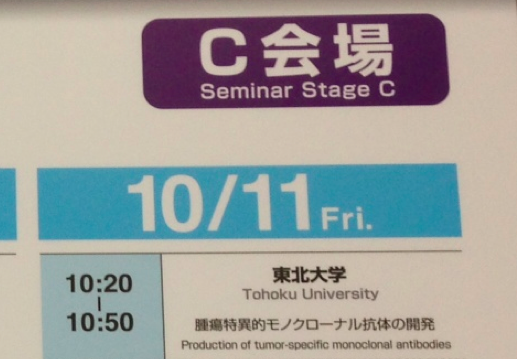 C会場
Seminar Stage C
10/11 Fri.
10:20
|
10:50
東北大学
Tohoku University
腫瘍特異的モノクローナル抗体の開発
Production of tumor-specific monoclonal antibodies